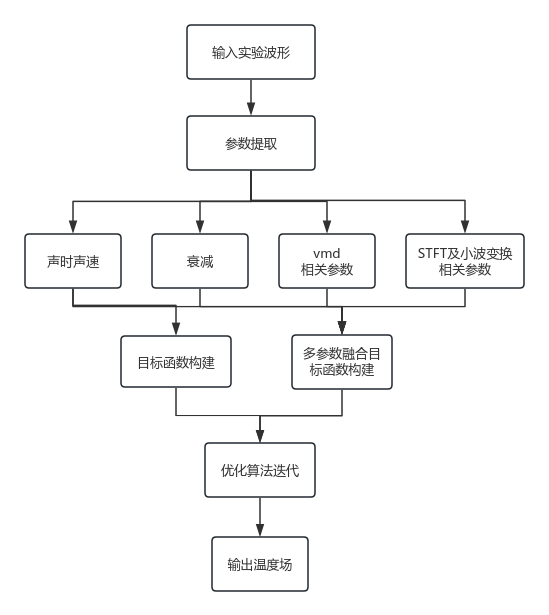 输入实验波形
参数提取
声时声速
衰减
vmd
相关参数
STFT及小波变换
相关参数
目标函数构建
多参数融合目
标函数构建
优化算法迭代
输出温度场